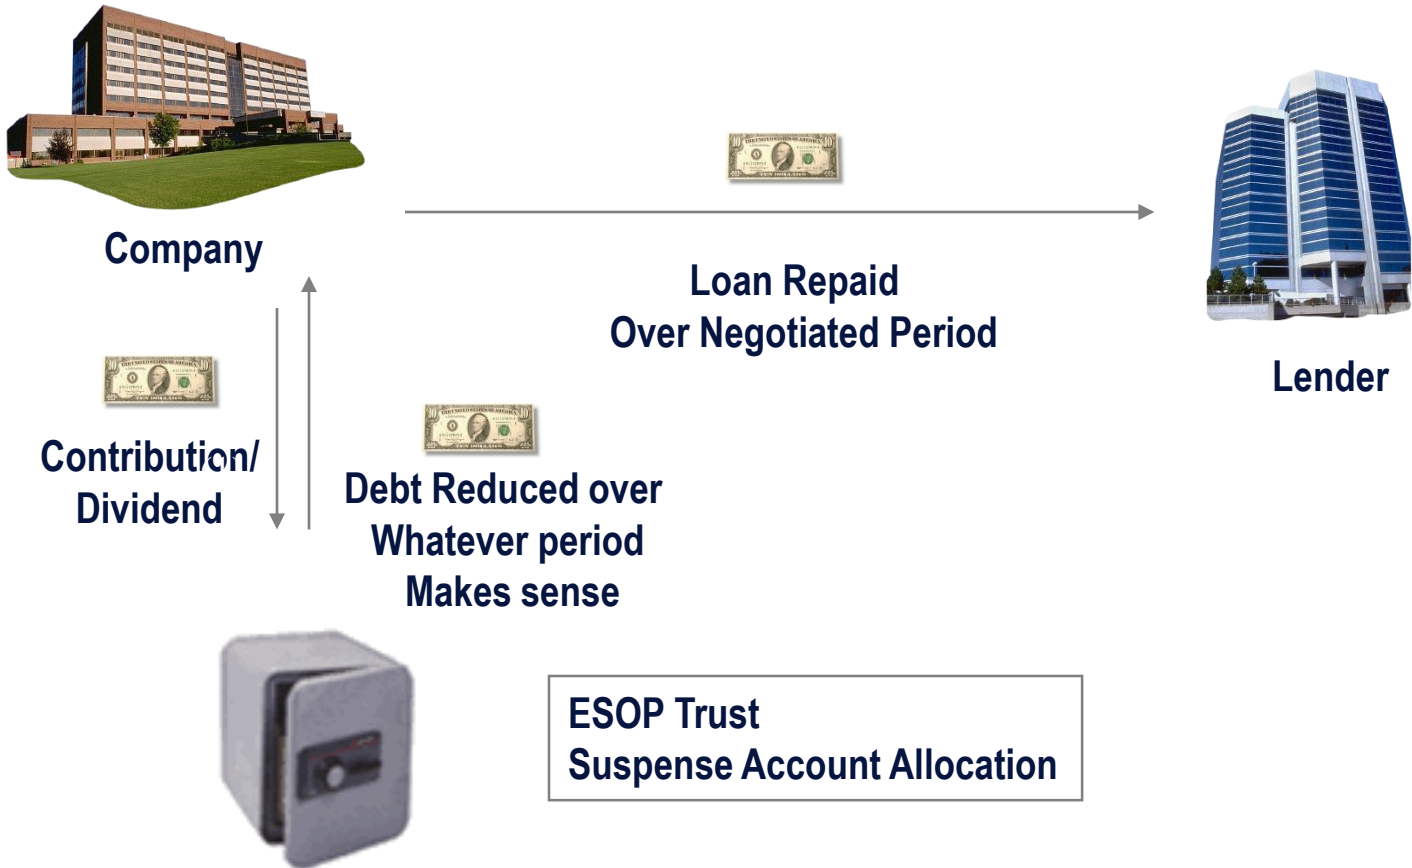 Company
Loan Repaid
Over Negotiated Period
Lender
Contribution/
Dividend
Debt Reduced over
Whatever period
Makes sense
ESOP Trust
Suspense Account Allocation